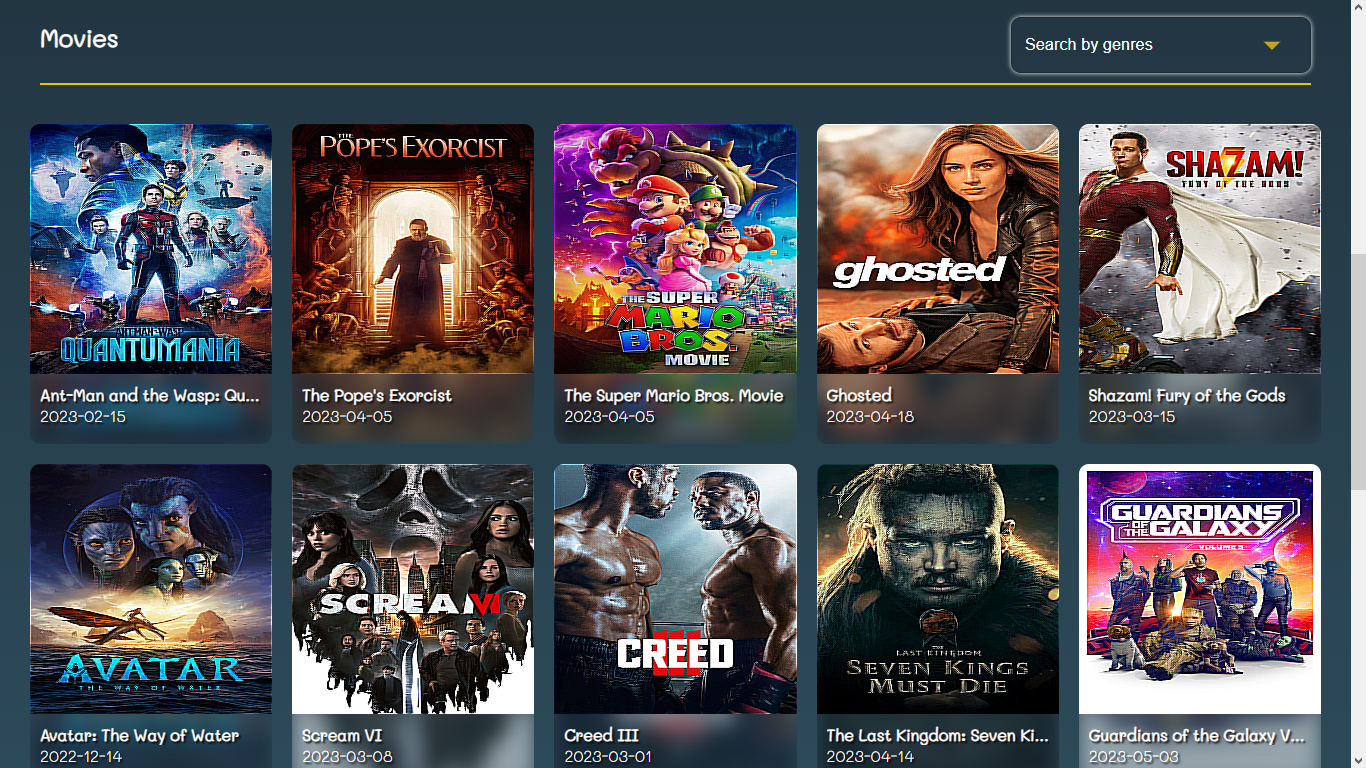 Movies
Search by genres
ANT-MAN AND THE WASP
QUANTUMANIA
THE
POPE'S EXORCIST
THE SUPER
MARIO
BROS.
MOVIE
ghosted
SHAZAM!
FURY OF THE GODS
Ant-Man and the Wasp: Qu...
2023-02-15
The Pope's Exorcist
2023-04-05
The Super Mario Bros. Movie
2023-04-05
Ghosted
2023-04-18
Shazam! Fury of the Gods
2023-03-15
AVATAR
THE WAY OF WATER
SCREAM VI
III
CREED
THE
LAST KINGDOM
SEVEN KINGS
MUST DIE
GUARDIANS
OF THE GALAXY
VOLUME 3
Avatar: The Way of Water
2022-12-14
Scream VI
2023-03-08
Creed III
2023-03-01
The Last Kingdom: Seven Ki...
2023-04-14
Guardians of the Galaxy V...
2023-05-03